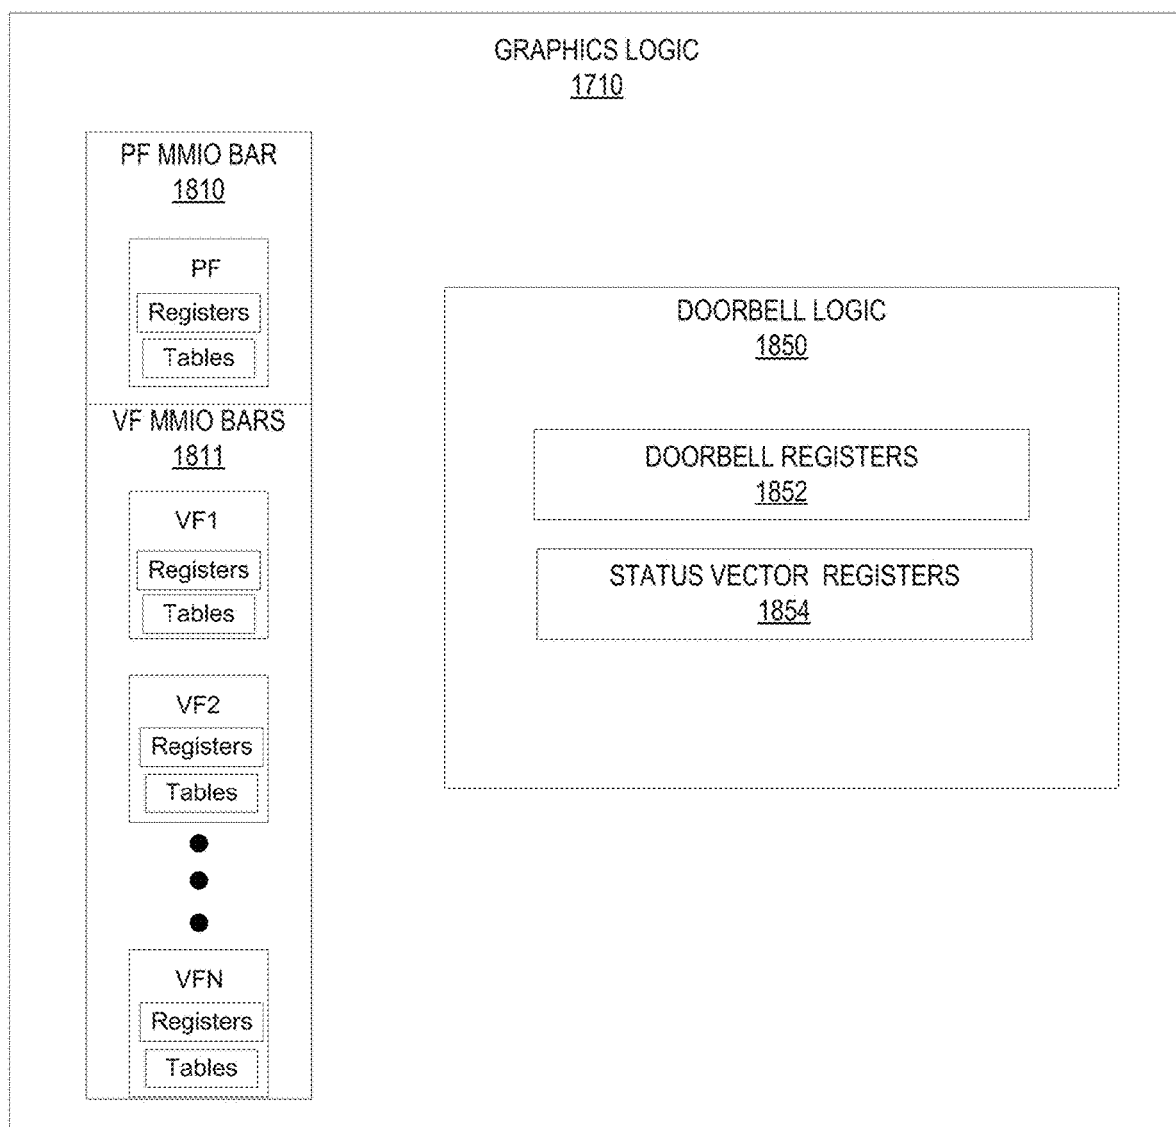 GRAPHICS LOGIC
1710
PF MMIO BAR
1810
PF
Registers
Tables
VF MMIO BARS
1811
VF1
Registers
Tables
VF2
Registers
Tables
VFN
Registers
Tables
DOORBELL LOGIC
1850
DOORBELL REGISTERS
1852
STATUS VECTOR REGISTERS
1854